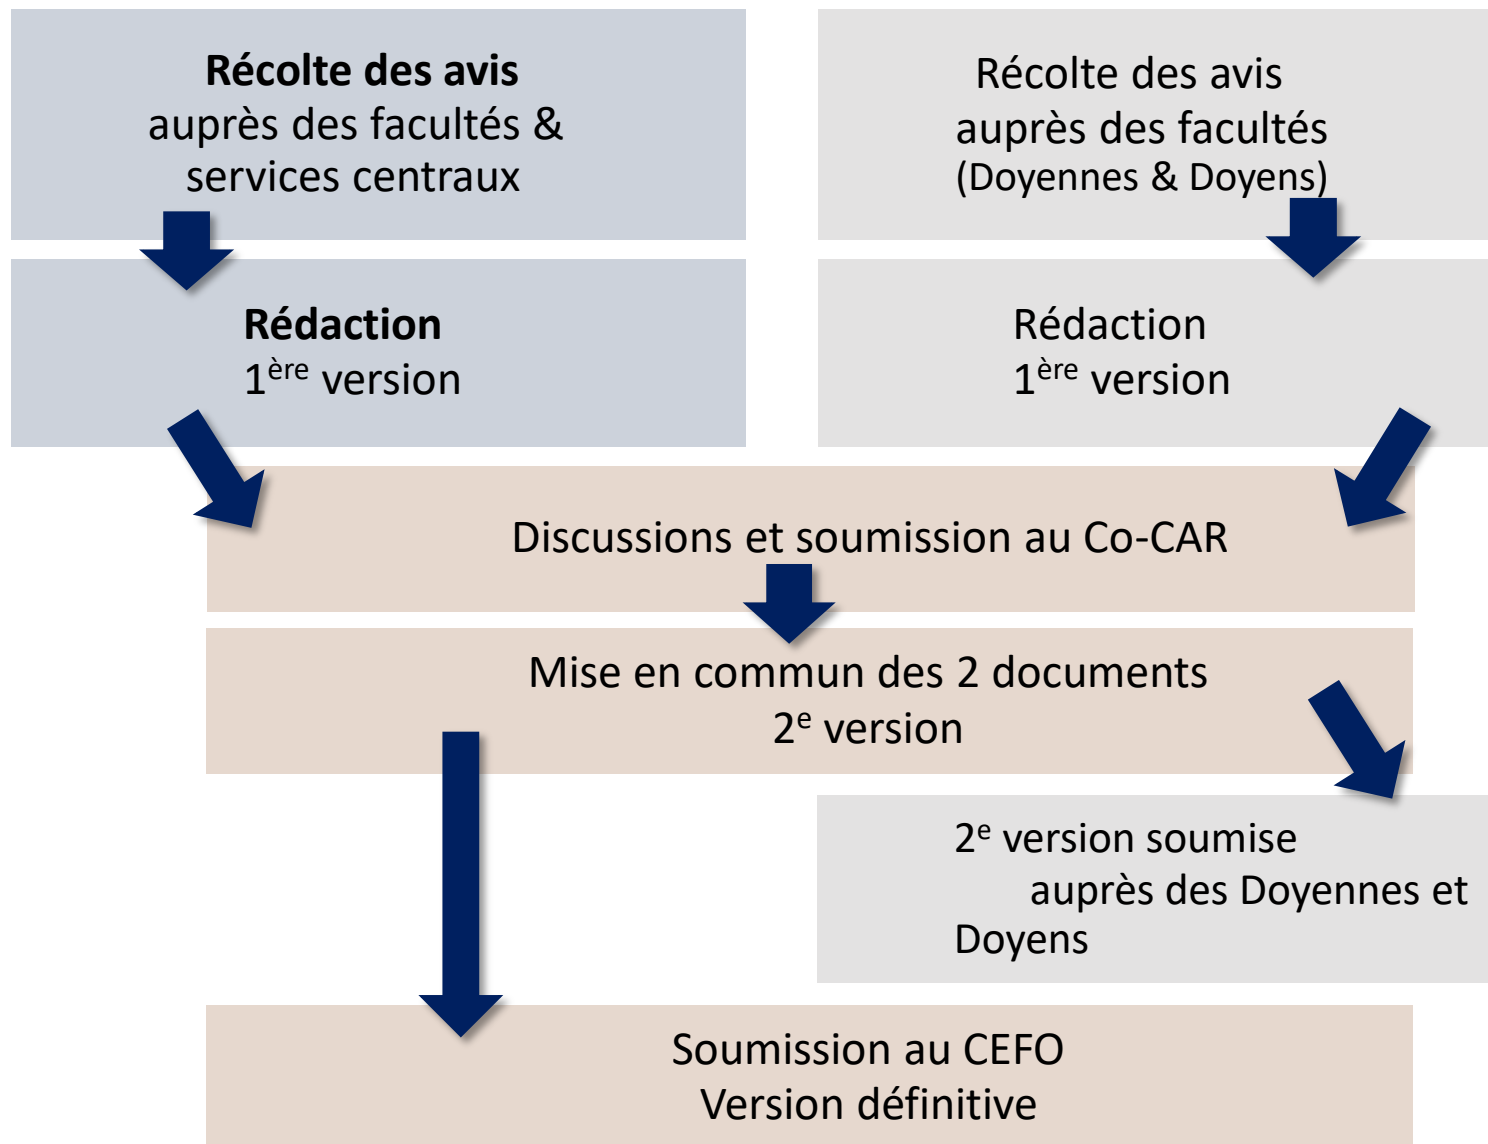 Récolte des avis
auprès des facultés &
services centraux
Récolte des avis
auprès des facultés
(Doyennes & Doyens)
Rédaction
1ère version
Rédaction
1ère version
Discussions et soumission au Co-CAR
Mise en commun des 2 documents
2e version
2e version soumise
auprès des Doyennes et
Doyens
Soumission au CEFO
Version définitive